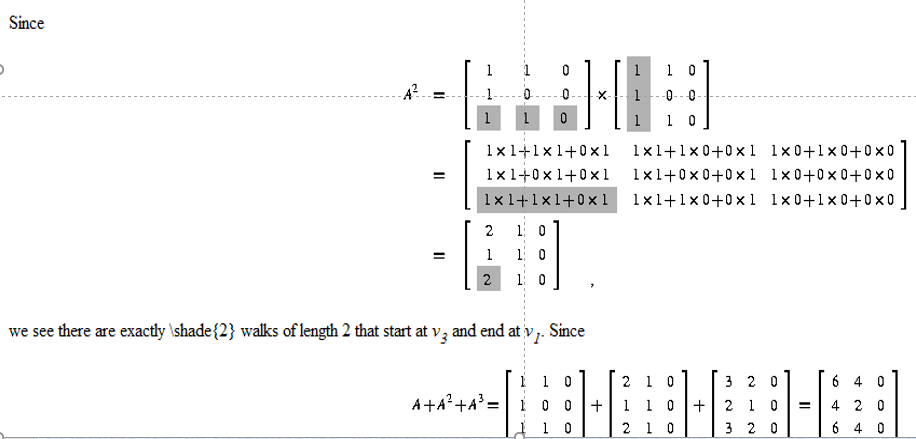 Since
A² = [ 1 1 0 ] × [ 1 1 0 ]
[ 1 0 0 ] [ 1 0 0 ]
[ 1 1 0 ] [ 1 1 0 ]
= [ 1×1+1×1+0×1 1×1+1×0+0×1 1×0+1×0+0×0 ]
[ 1×1+0×1+0×1 1×1+0×0+0×1 1×0+0×0+0×0 ]
[ 1×1+1×1+0×1 1×1+1×0+0×1 1×0+1×0+0×0 ]
= [ 2 1 0 ]
[ 1 1 0 ]
[ 2 1 0 ] ,
we see there are exactly \shade{2} walks of length 2 that start at v₃ and end at v₁. Since
A+A²+A³= [ 1 1 0 ] + [ 2 1 0 ] + [ 3 2 0 ] = [ 6 4 0 ]
[ 1 0 0 ] [ 1 1 0 ] [ 2 1 0 ] [ 4 2 0 ]
[ 1 1 0 ] [ 2 1 0 ] [ 3 2 0 ] [ 6 4 0 ]